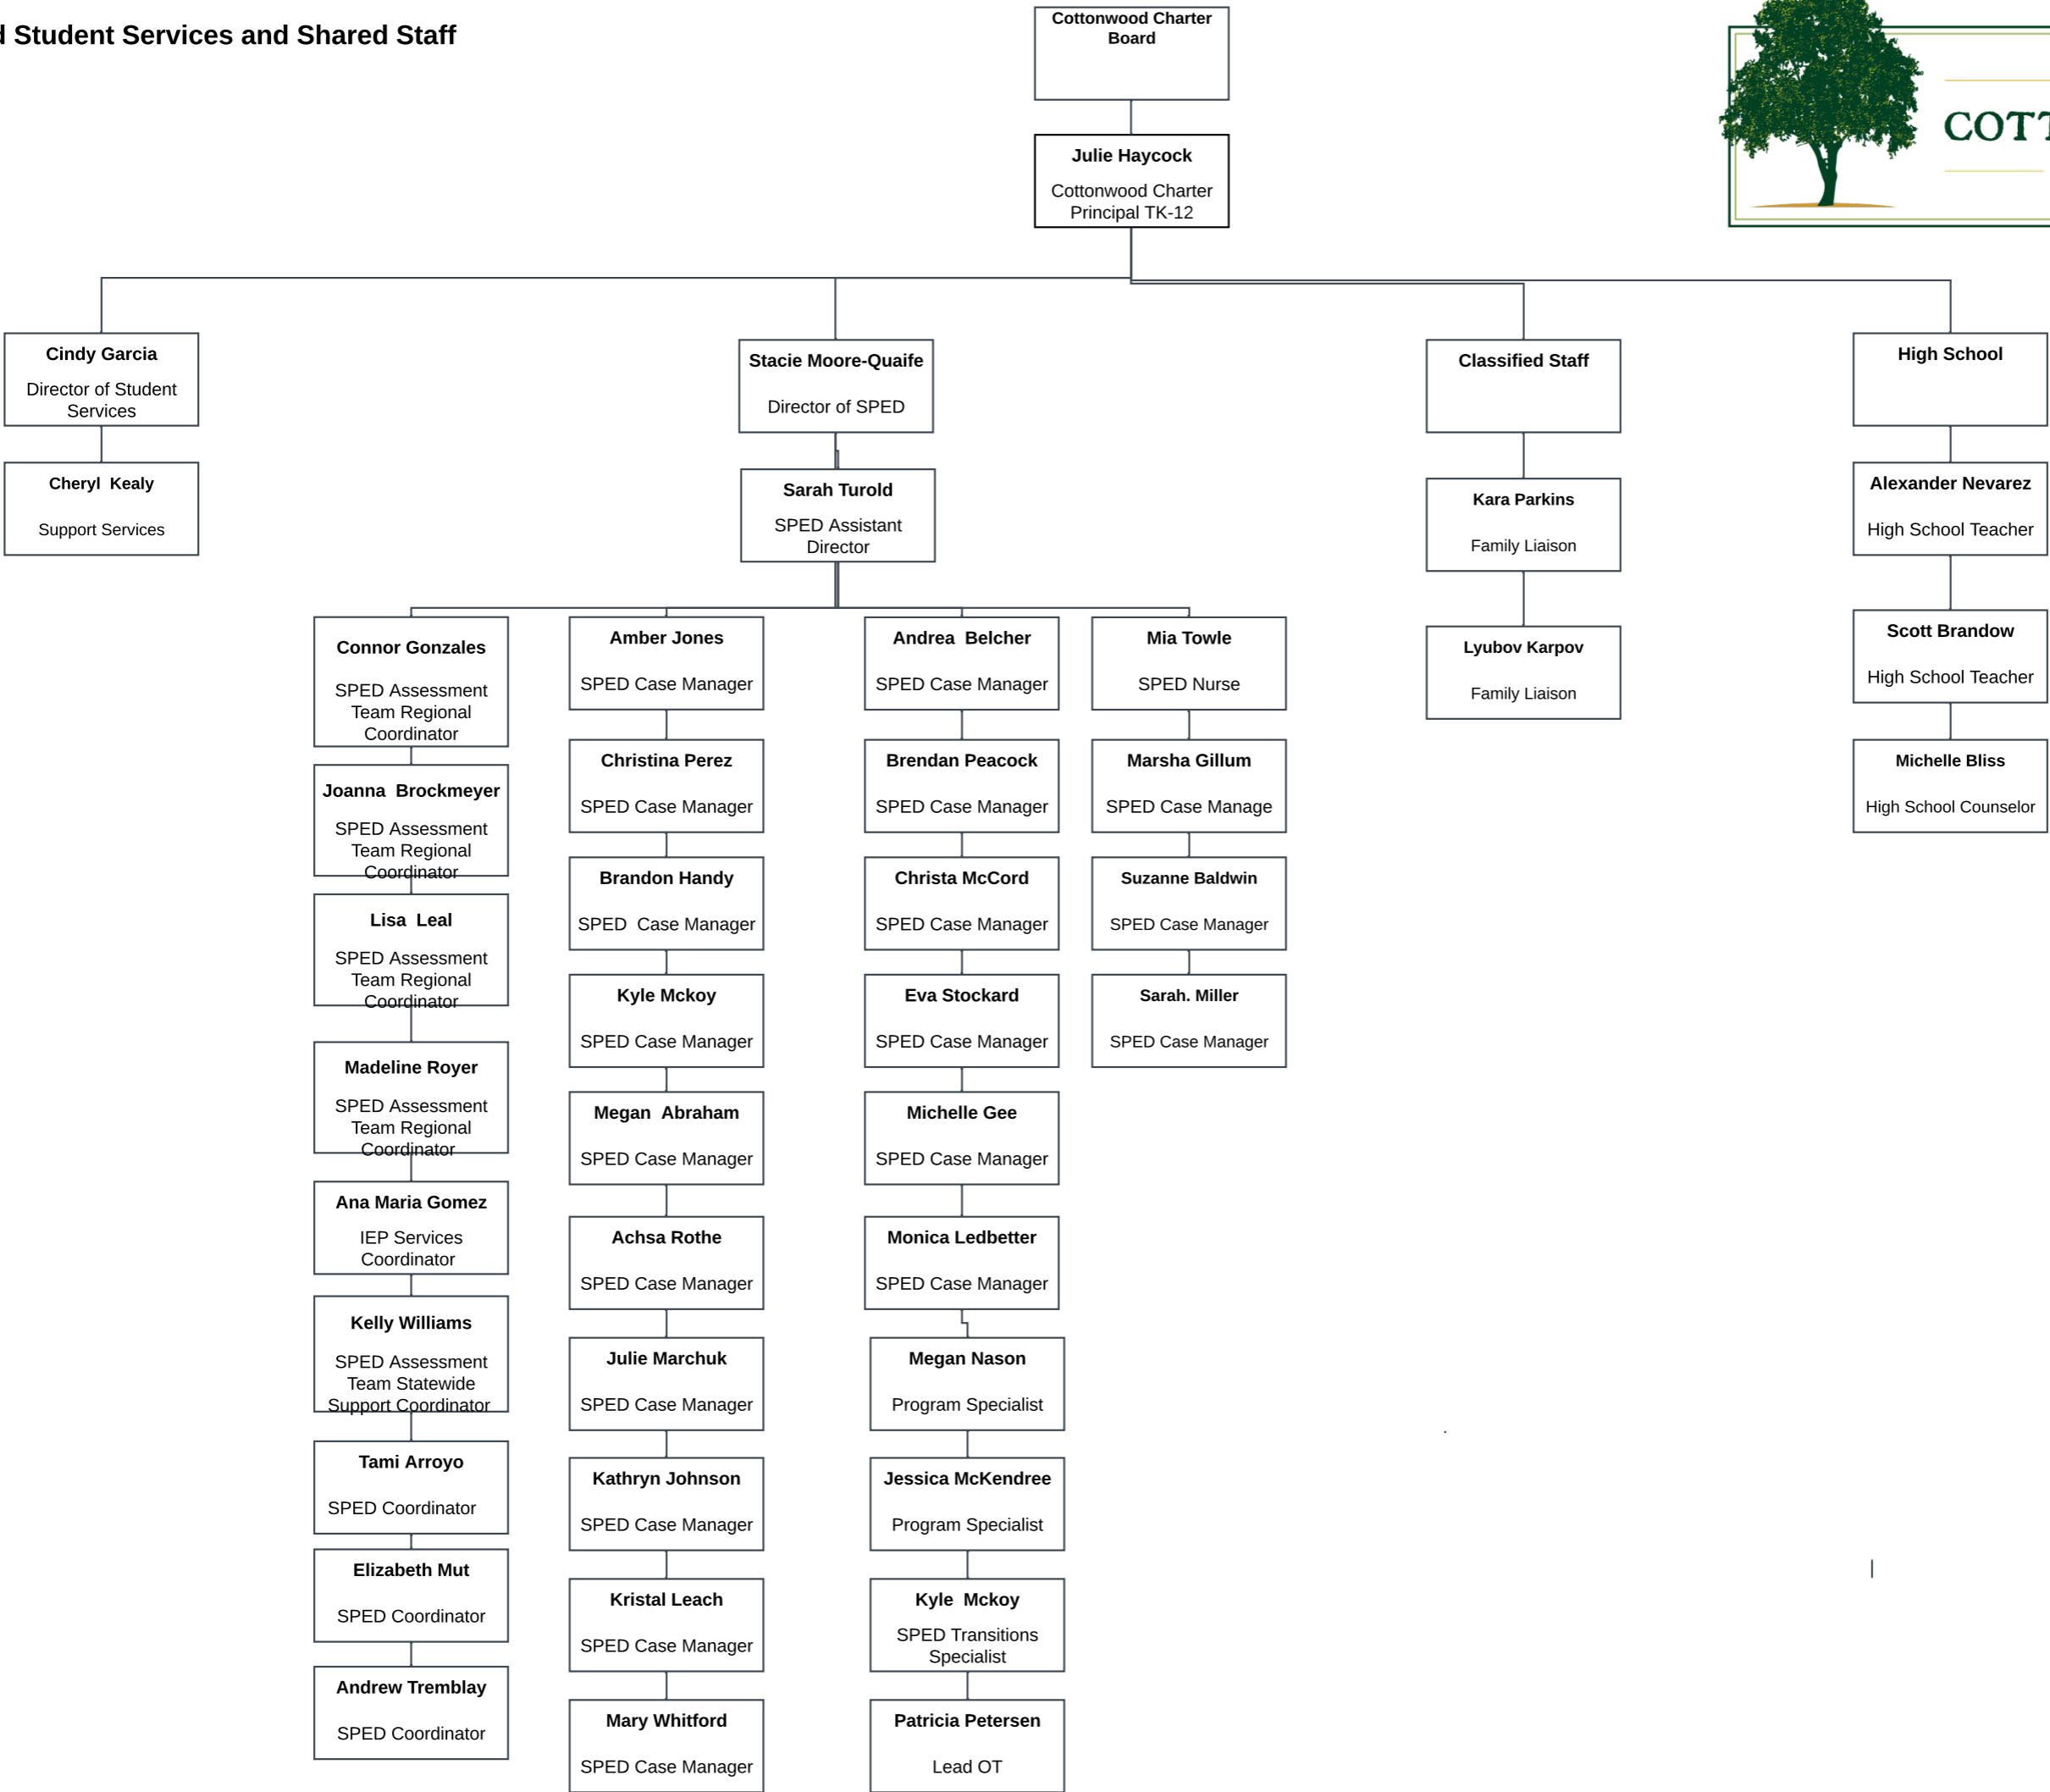 Student Services and Shared Staff
Cottonwood Charter
Board
COTT
Julie Haycock
Cottonwood Charter
Principal TK-12
Cindy Garcia
Director of Student
Services
Stacie Moore-Quaife
Director of SPED
Classified Staff
High School
Cheryl  Kealy
Support Services
Sarah Turold
SPED Assistant
Director
Kara Parkins
Family Liaison
Alexander Nevarez
High School Teacher
Lyubov Karpov
Family Liaison
Scott Brandow
High School Teacher
Michelle Bliss
High School Counselor
Connor Gonzales
SPED Assessment
Team Regional
Coordinator
Joanna  Brockmeyer
SPED Assessment
Team Regional
Coordinator
Lisa  Leal
SPED Assessment
Team Regional
Coordinator
Madeline Royer
SPED Assessment
Team Regional
Coordinator
Ana Maria Gomez
IEP Services
Coordinator
Kelly Williams
SPED Assessment
Team Statewide
Support Coordinator
Tami Arroyo
SPED Coordinator
Elizabeth Mut
SPED Coordinator
Andrew Tremblay
SPED Coordinator
Amber Jones
SPED Case Manager
Christina Perez
SPED Case Manager
Brandon Handy
SPED  Case Manager
Kyle Mckoy
SPED Case Manager
Megan  Abraham
SPED Case Manager
Achsa Rothe
SPED Case Manager
Julie Marchuk
SPED Case Manager
Kathryn Johnson
SPED Case Manager
Kristal Leach
SPED Case Manager
Mary Whitford
SPED Case Manager
Andrea  Belcher
SPED Case Manager
Brendan Peacock
SPED Case Manager
Christa McCord
SPED Case Manager
Eva Stockard
SPED Case Manager
Michelle Gee
SPED Case Manager
Monica Ledbetter
SPED Case Manager
Megan Nason
Program Specialist
Jessica McKendree
Program Specialist
Kyle  Mckoy
SPED Transitions
Specialist
Patricia Petersen
Lead OT
Mia Towle
SPED Nurse
Marsha Gillum
SPED Case Manage
Suzanne Baldwin
SPED Case Manager
Sarah. Miller
SPED Case Manager